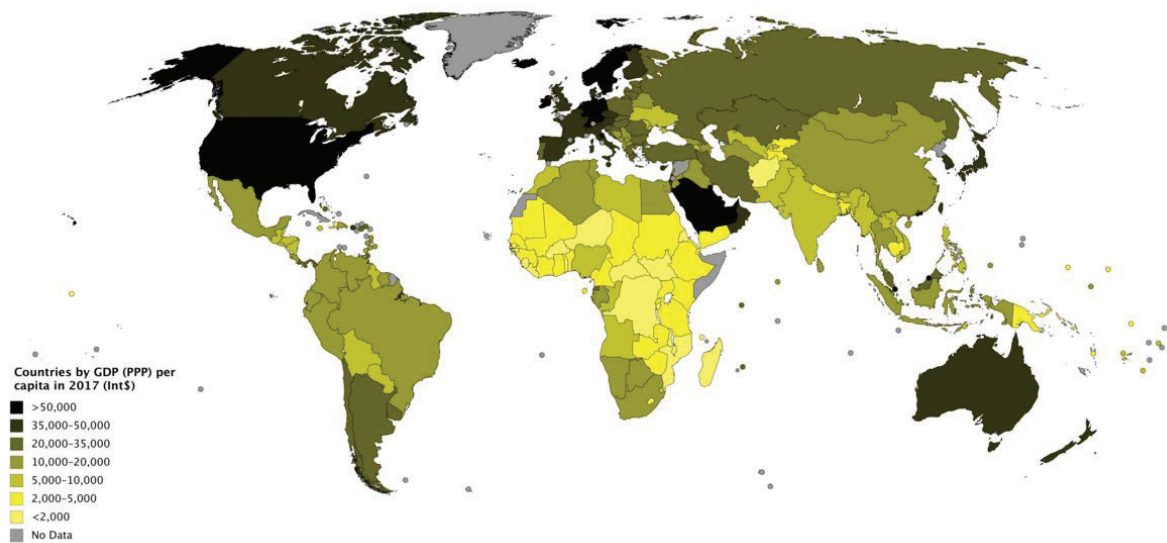 Countries by GDP (PPP) per
capita in 2017 (Int$)
>50,000
35,000–50,000
20,000–35,000
10,000–20,000
5,000–10,000
2,000–5,000
<2,000
No Data